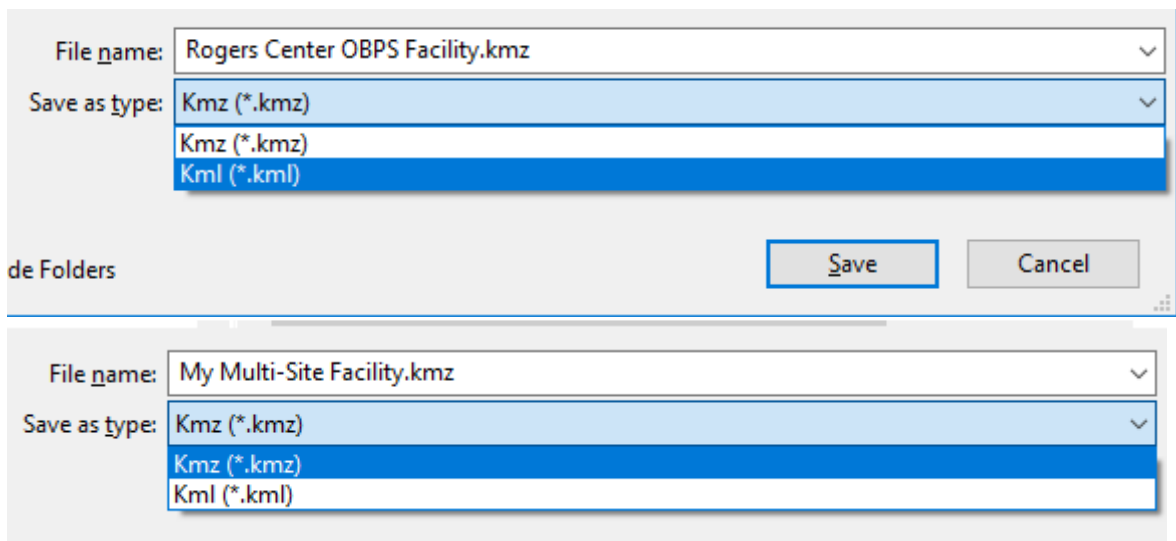 File name: Rogers Center OBPS Facility.kmz
Save as type: Kmz (*.kmz)
Kmz (*.kmz)
Kml (*.kml)
de Folders Save Cancel
File name: My Multi-Site Facility.kmz
Save as type: Kmz (*.kmz)
Kmz (*.kmz)
Kml (*.kml)